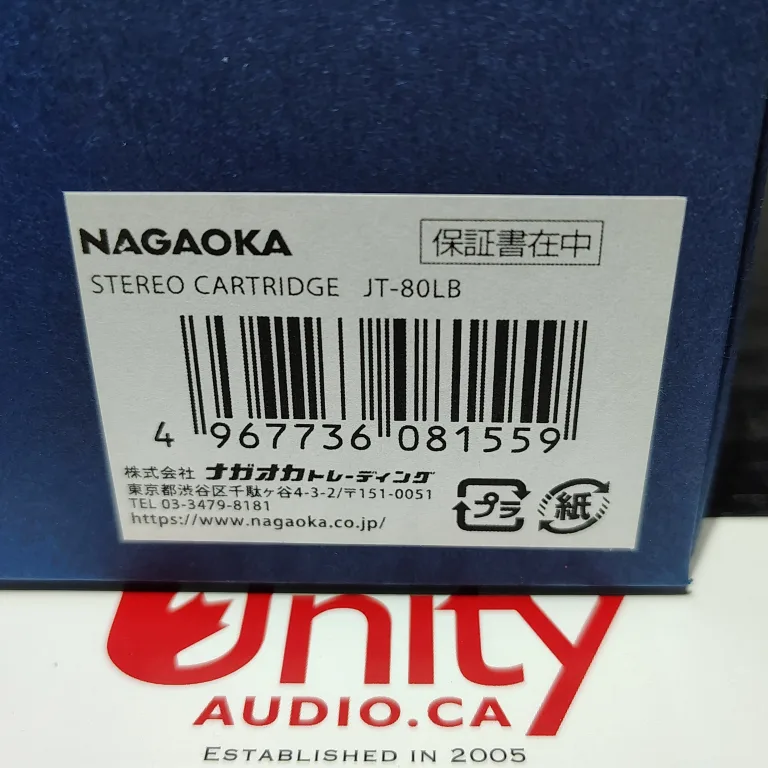 NAGAOKA
保証書在中
STEREO CARTRIDGE JT-80LB
4 967736 081559
株式会社 ナガオカトレーディング
東京都渋谷区千駄ヶ谷4-3-2/〒151-0051
TEL 03-3479-8181
https://www.nagaoka.co.jp/
プラ
紙
Unity
AUDIO.CA
ESTABLISHED IN 2005